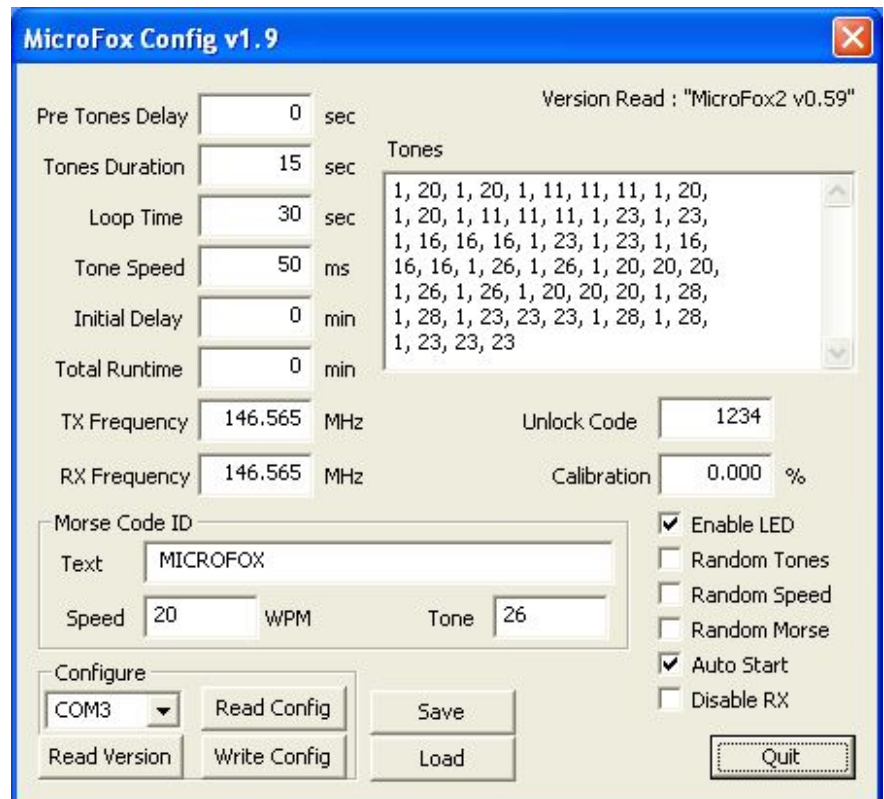 MicroFox Config v1.9
Version Read : "MicroFox2 v0.59"
Pre Tones Delay 0 sec
Tones Duration 15 sec
Loop Time 30 sec
Tone Speed 50 ms
Initial Delay 0 min
Total Runtime 0 min
TX Frequency 146.565 MHz
RX Frequency 146.565 MHz
Tones
1, 20, 1, 20, 1, 11, 11, 11, 1, 20,
1, 20, 1, 11, 11, 11, 1, 23, 1, 23,
1, 16, 16, 16, 1, 23, 1, 23, 1, 16,
16, 16, 1, 26, 1, 26, 1, 20, 20, 20,
1, 26, 1, 26, 1, 20, 20, 20, 1, 28,
1, 28, 1, 23, 23, 23, 1, 28, 1, 28,
1, 23, 23, 23
Unlock Code 1234
Calibration 0.000 %
Morse Code ID
Text MICROFOX
Speed 20 WPM Tone 26
Enable LED
Random Tones
Random Speed
Random Morse
Auto Start
Disable RX
Configure
COM3 Read Config
Read Version Write Config
Save
Load
Quit